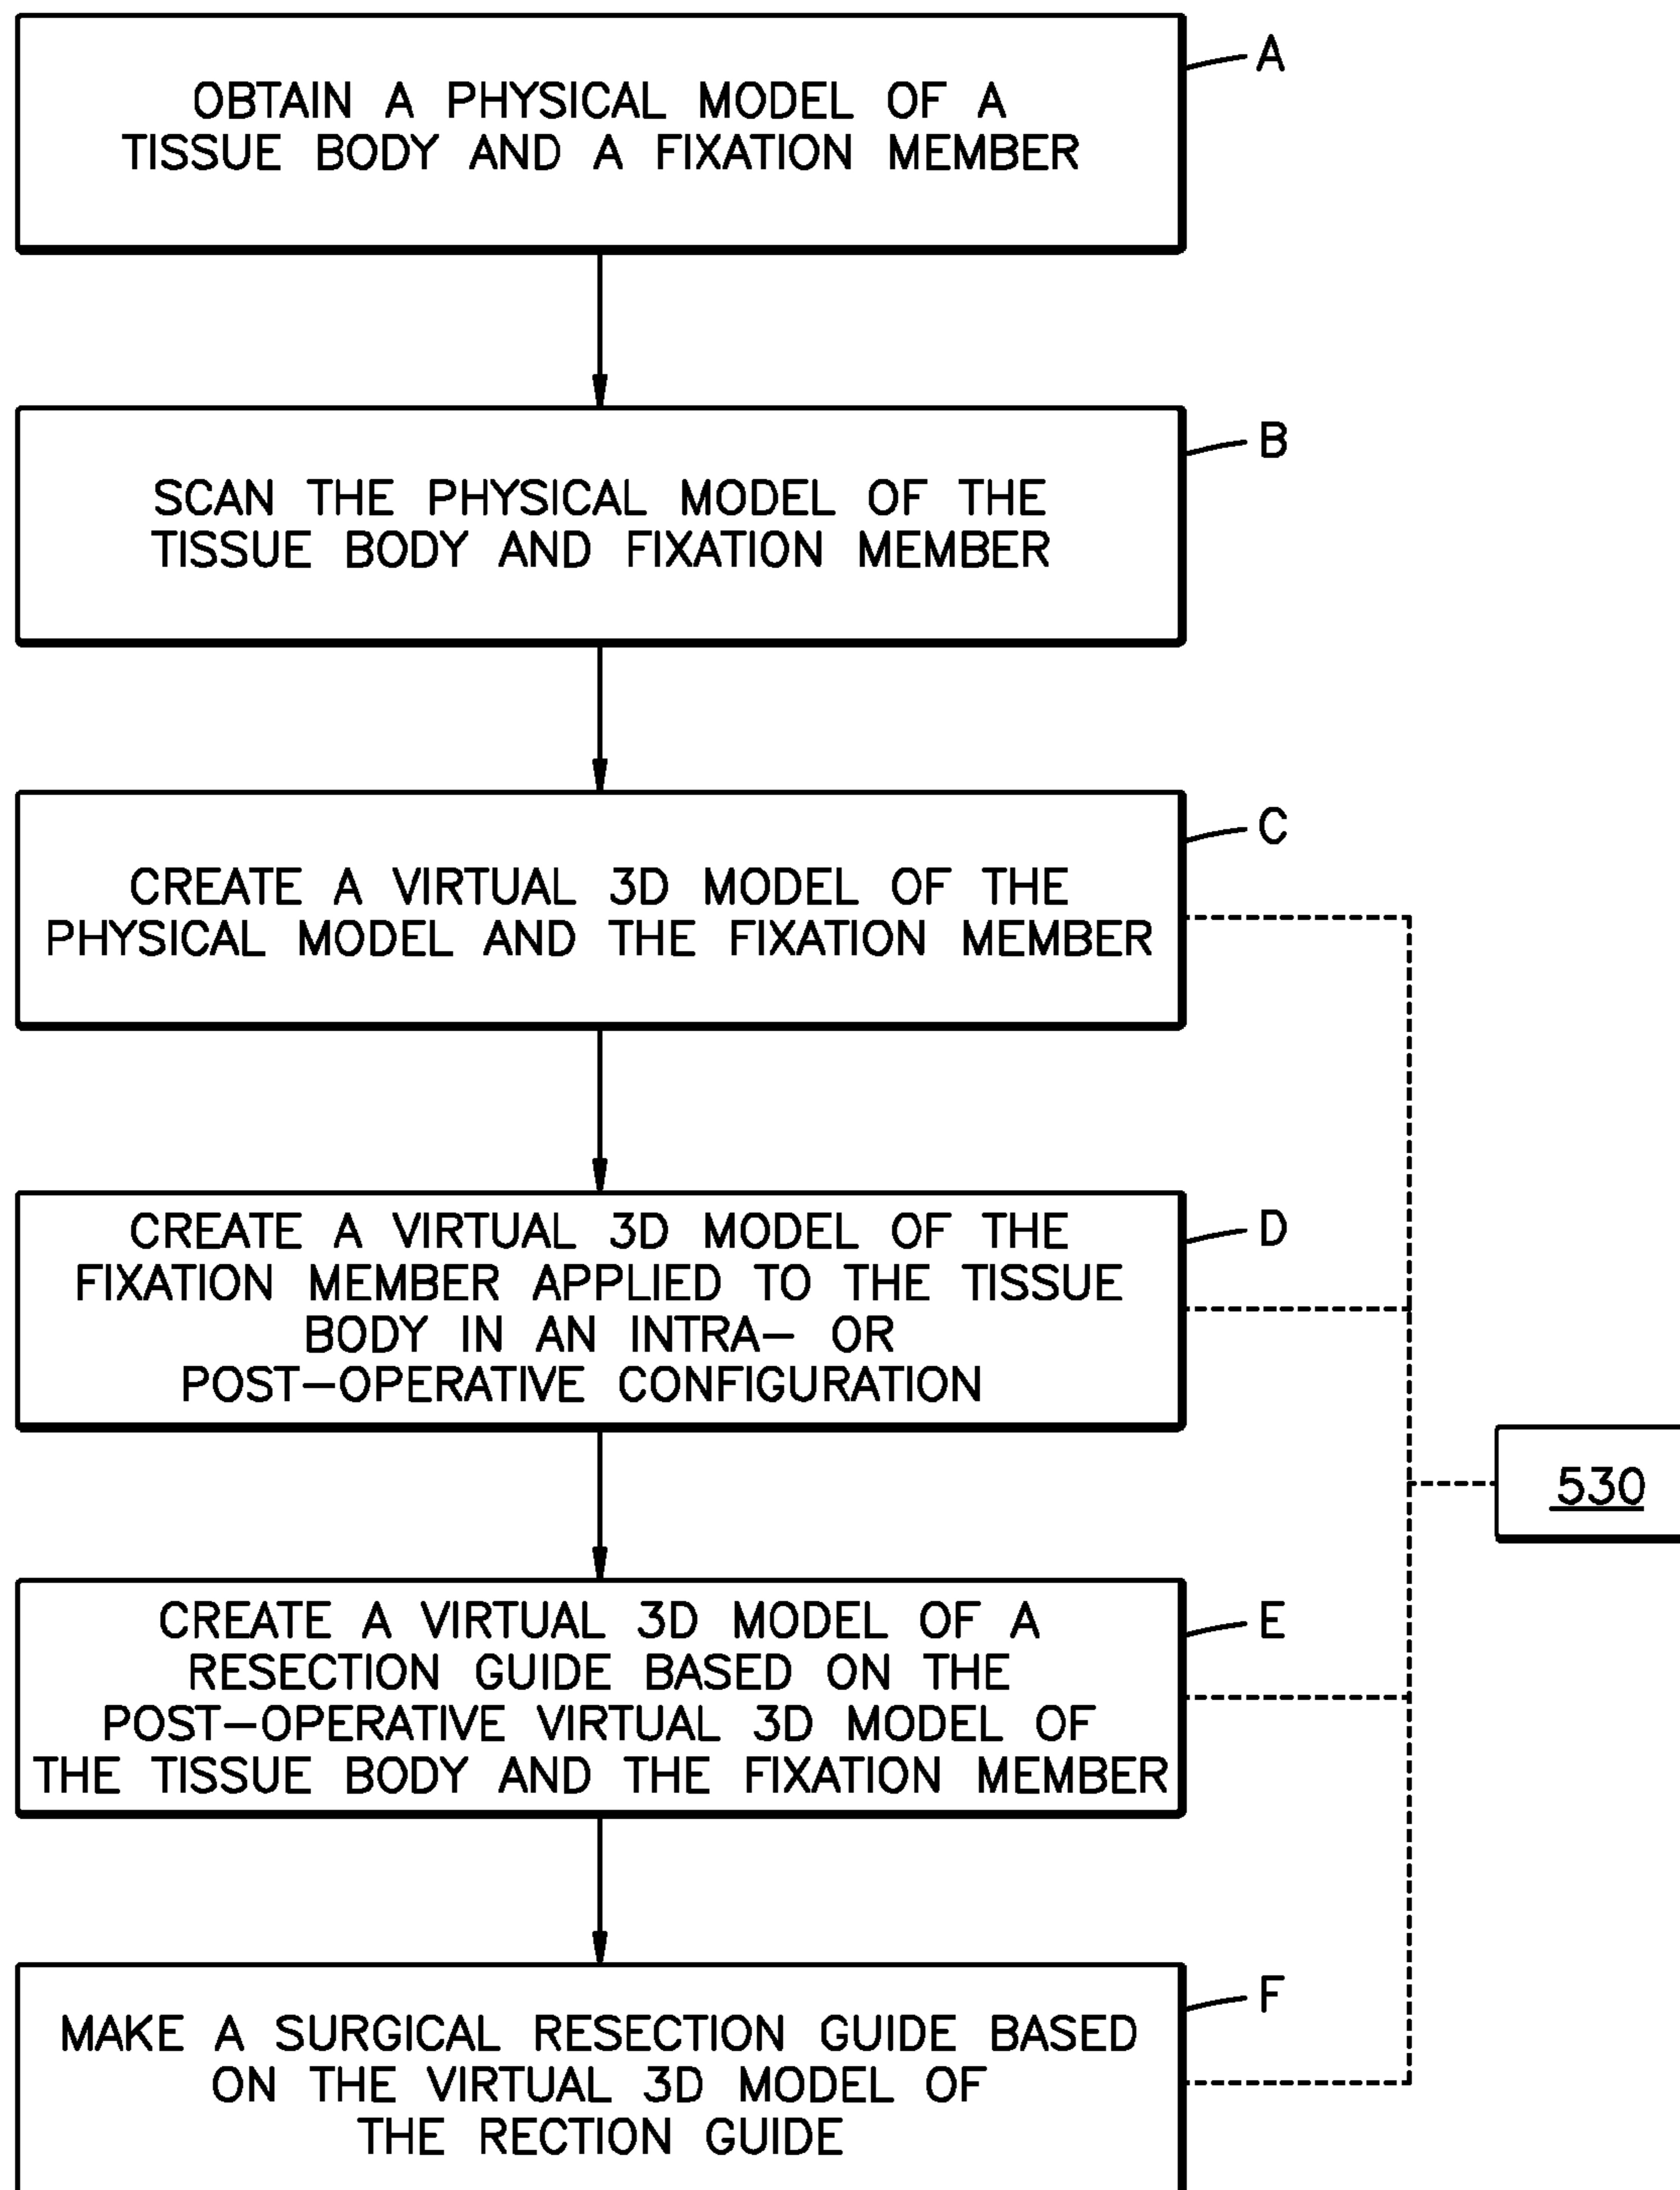 OBTAIN A PHYSICAL MODEL OF A
TISSUE BODY AND A FIXATION MEMBER
A
SCAN THE PHYSICAL MODEL OF THE
TISSUE BODY AND FIXATION MEMBER
B
CREATE A VIRTUAL 3D MODEL OF THE
PHYSICAL MODEL AND THE FIXATION MEMBER
C
CREATE A VIRTUAL 3D MODEL OF THE
FIXATION MEMBER APPLIED TO THE TISSUE
BODY IN AN INTRA– OR
POST–OPERATIVE CONFIGURATION
D
530
CREATE A VIRTUAL 3D MODEL OF A
RESECTION GUIDE BASED ON THE
POST–OPERATIVE VIRTUAL 3D MODEL OF
THE TISSUE BODY AND THE FIXATION MEMBER
E
MAKE A SURGICAL RESECTION GUIDE BASED
ON THE VIRTUAL 3D MODEL OF
THE RECTION GUIDE
F